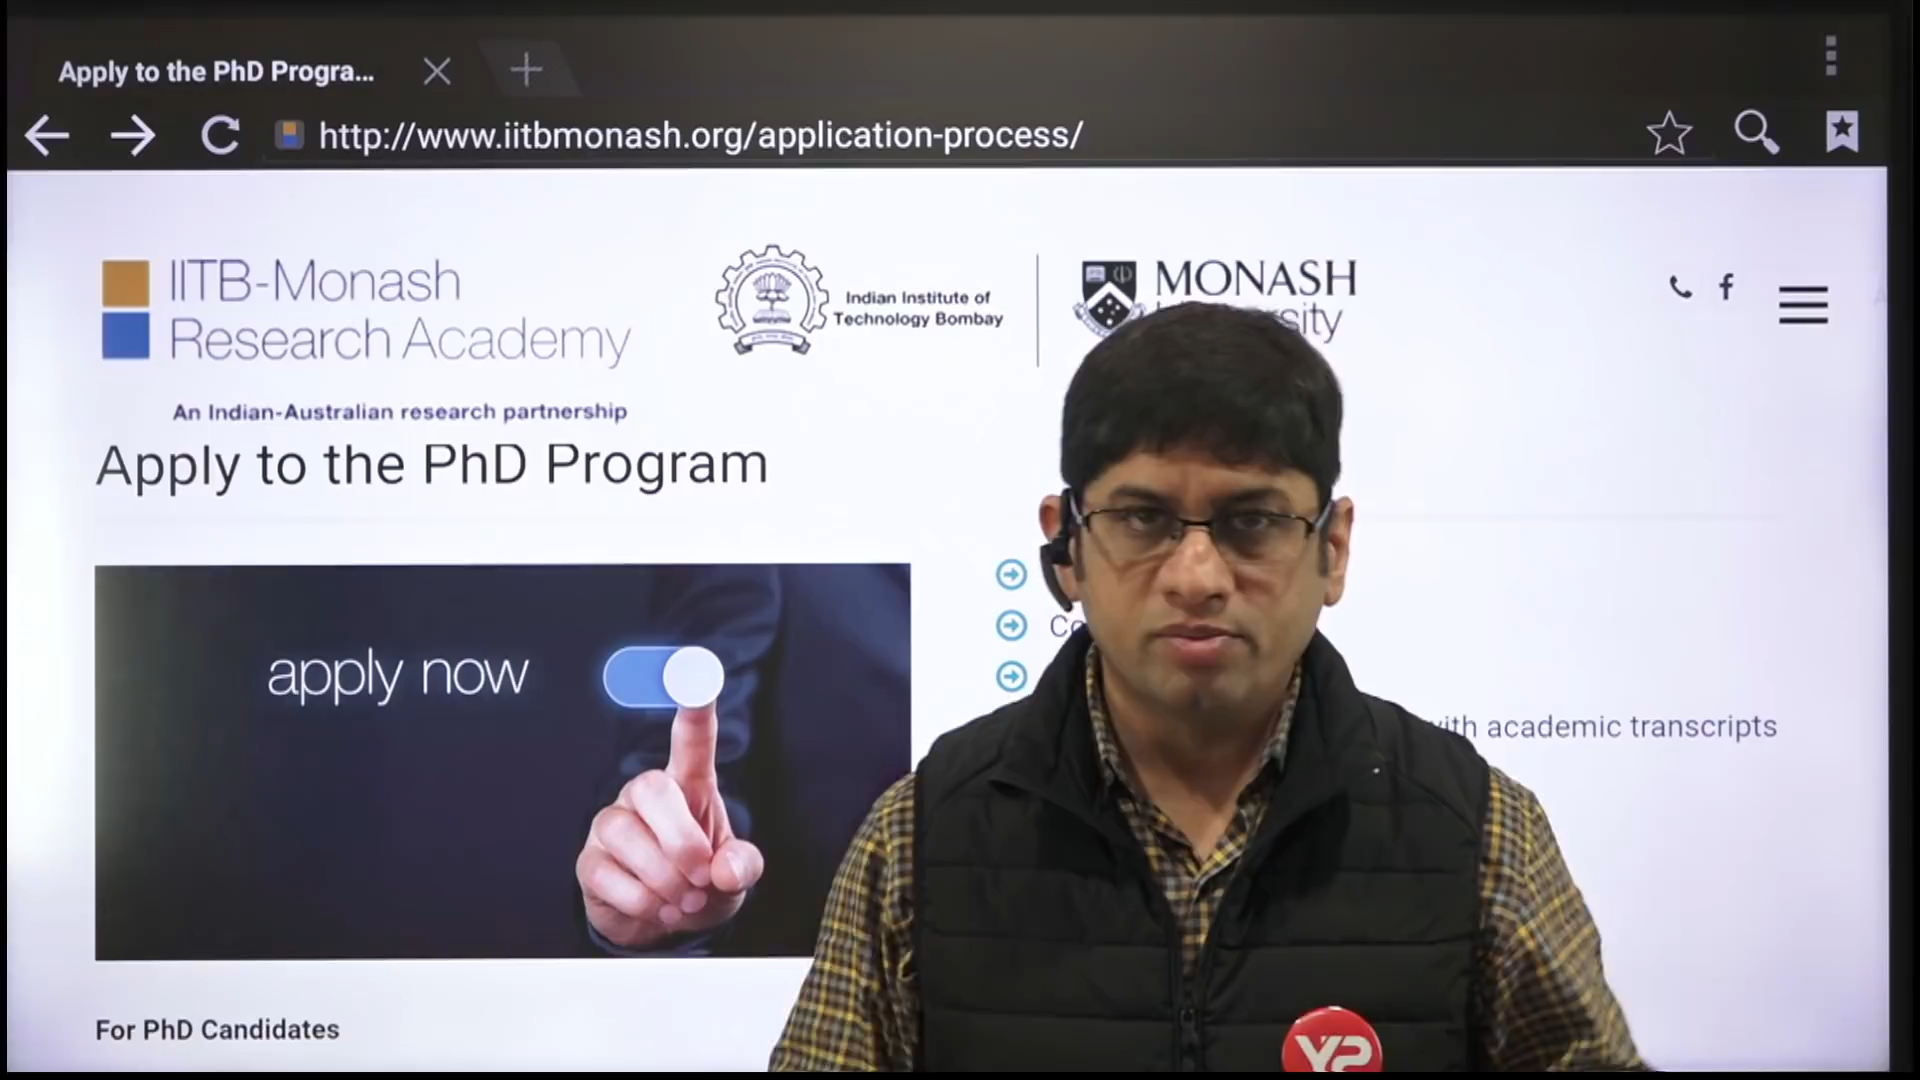 Apply to the PhD Progra...
http://www.iitbmonash.org/application-process/
IITB-Monash
Research Academy
An Indian-Australian research partnership
Indian Institute of
Technology Bombay
MONASH
Apply to the PhD Program
apply now
with academic transcripts
For PhD Candidates